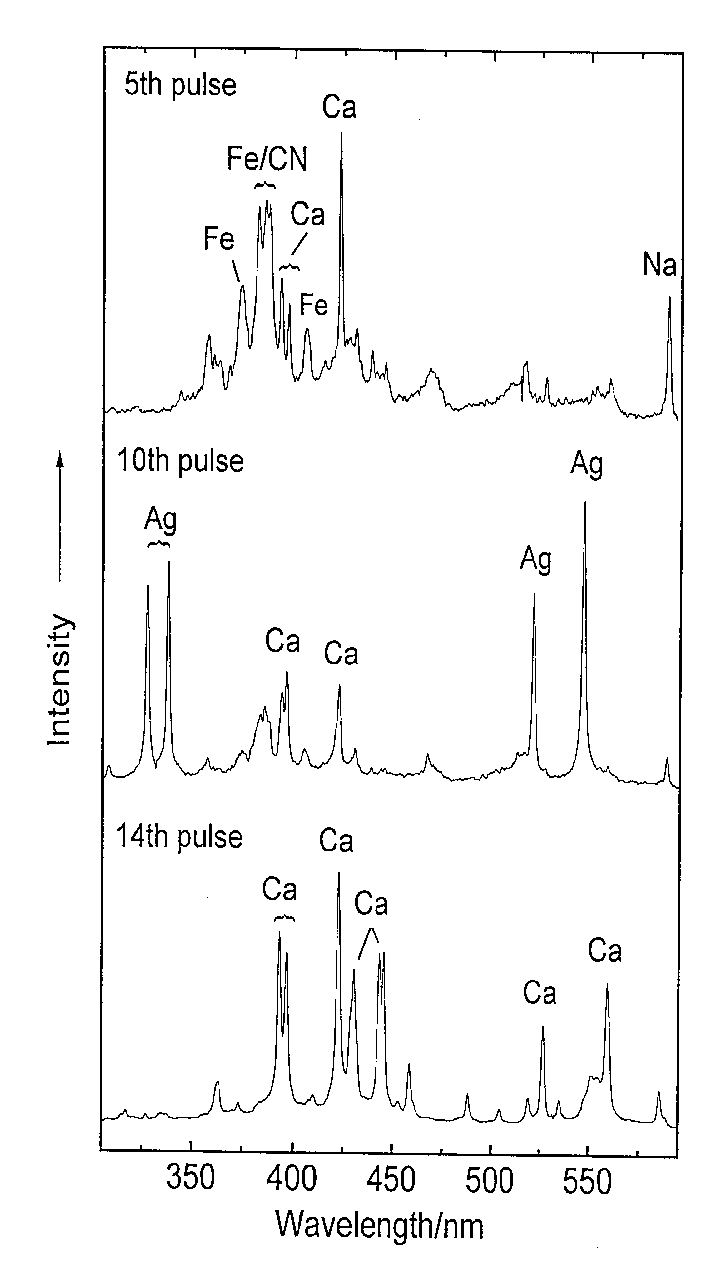 5th pulse
Ca
Fe/CN
Ca
Fe
Fe
Na
10th pulse
Ag
Ag
Ag
Ca
Ca
14th pulse
Ca
Ca
Ca
Ca
Ca
Intensity
350 400 450 500 550
Wavelength/nm